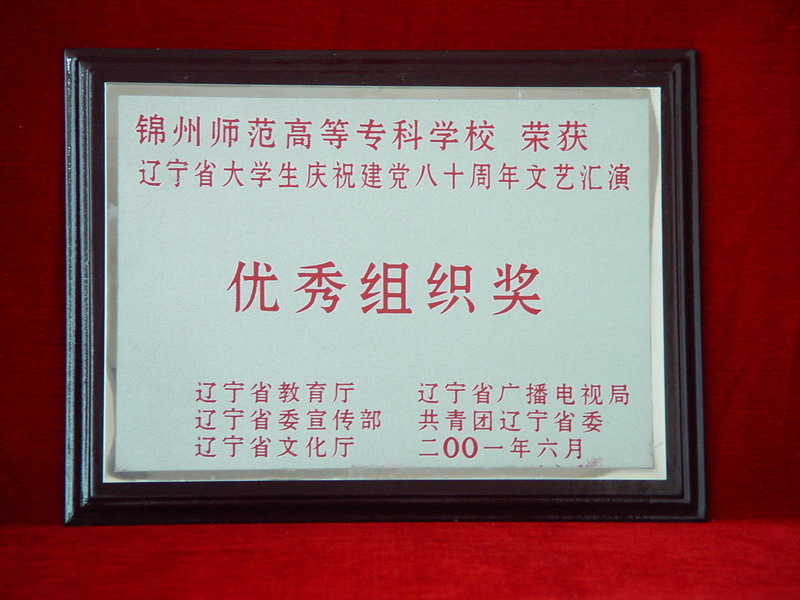 锦州师范高等专科学校 荣获
辽宁省大学生庆祝建党八十周年文艺汇演
优秀组织奖
辽宁省教育厅 辽宁省广播电视局
辽宁省委宣传部 共青团辽宁省委
辽宁省文化厅 二00一年六月